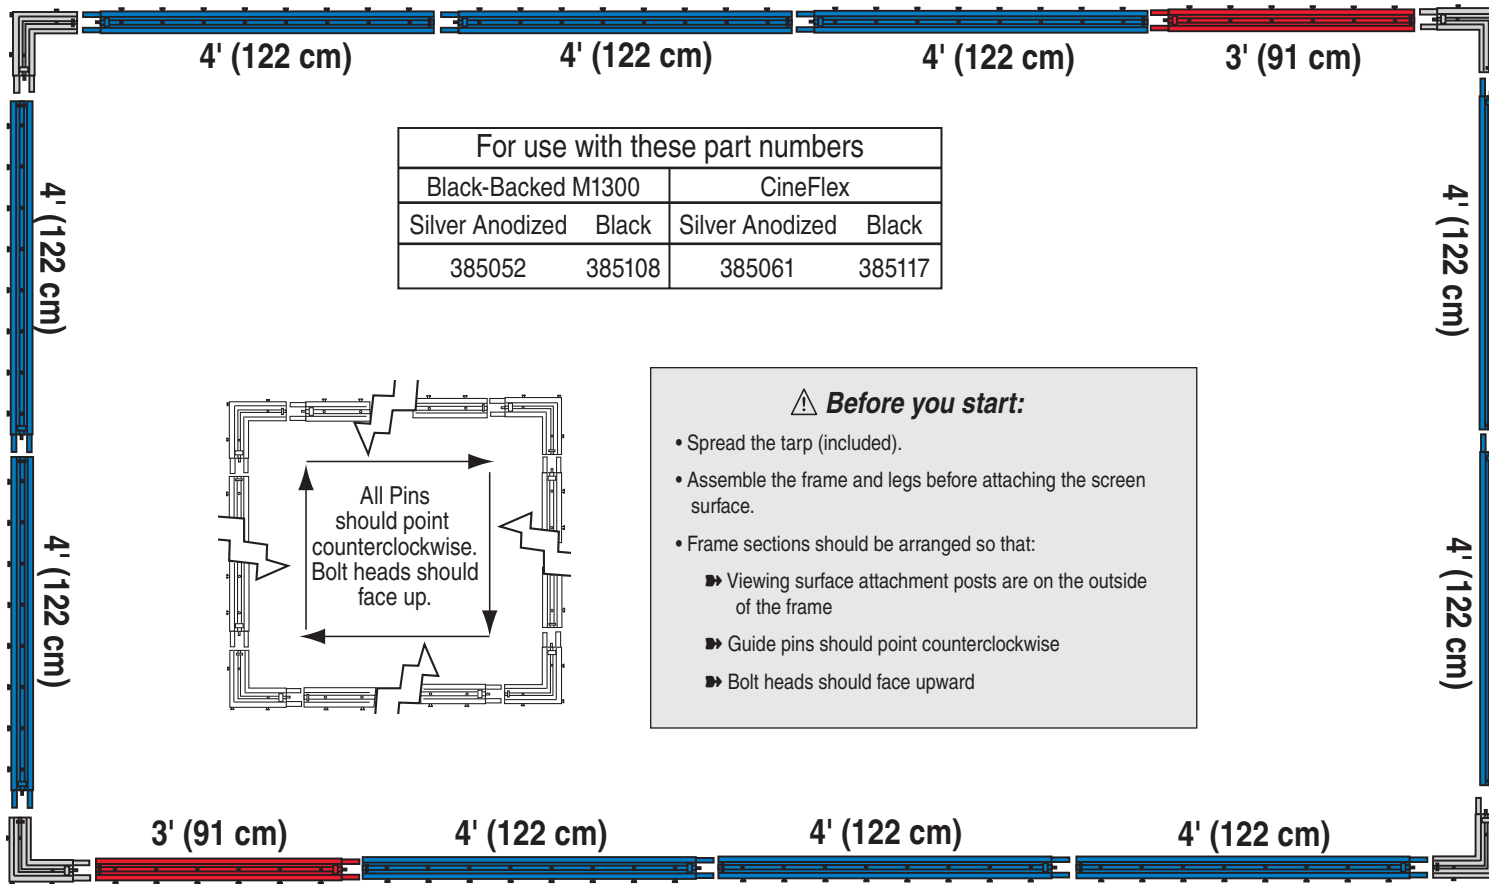 4' (122 cm)
4' (122 cm)
4' (122 cm)
3' (91 cm)
4' (122 cm)
4' (122 cm)
For use with these part numbers
Black-Backed M1300 CineFlex
Silver Anodized Black Silver Anodized Black
385052 385108 385061 385117
All Pins
should point
counterclockwise.
Bolt heads should
face up.
⚠ Before you start:
• Spread the tarp (included).
• Assemble the frame and legs before attaching the screen
surface.
• Frame sections should be arranged so that:
➽ Viewing surface attachment posts are on the outside
of the frame
➽ Guide pins should point counterclockwise
➽ Bolt heads should face upward
4' (122 cm)
4' (122 cm)
3' (91 cm)
4' (122 cm)
4' (122 cm)
4' (122 cm)